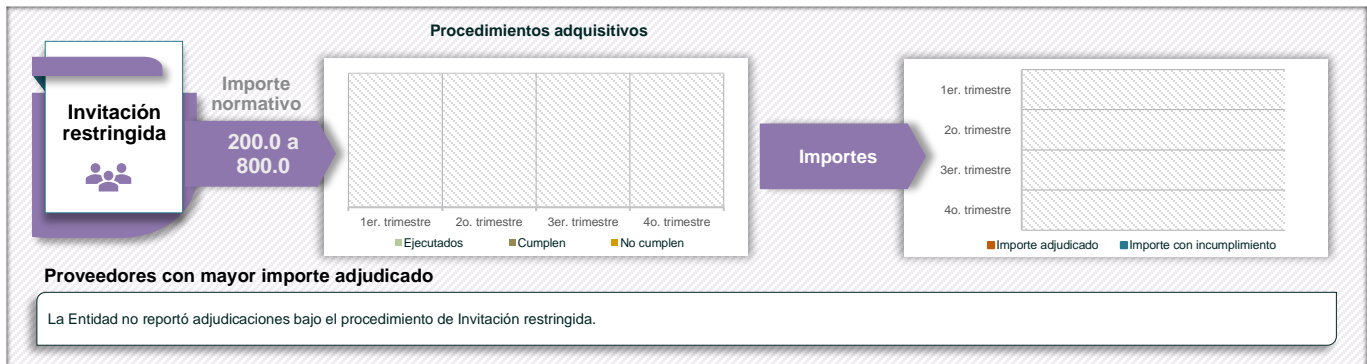 Procedimientos adquisitivos
Invitación
restringida
Importe
normativo
200.0 a
800.0
1er. trimestre
2o. trimestre
3er. trimestre
4o. trimestre
Ejecutados
Cumplen
No cumplen
Importes
1er. trimestre
2o. trimestre
3er. trimestre
4o. trimestre
Importe adjudicado
Importe con incumplimiento
Proveedores con mayor importe adjudicado
La Entidad no reportó adjudicaciones bajo el procedimiento de Invitación restringida.